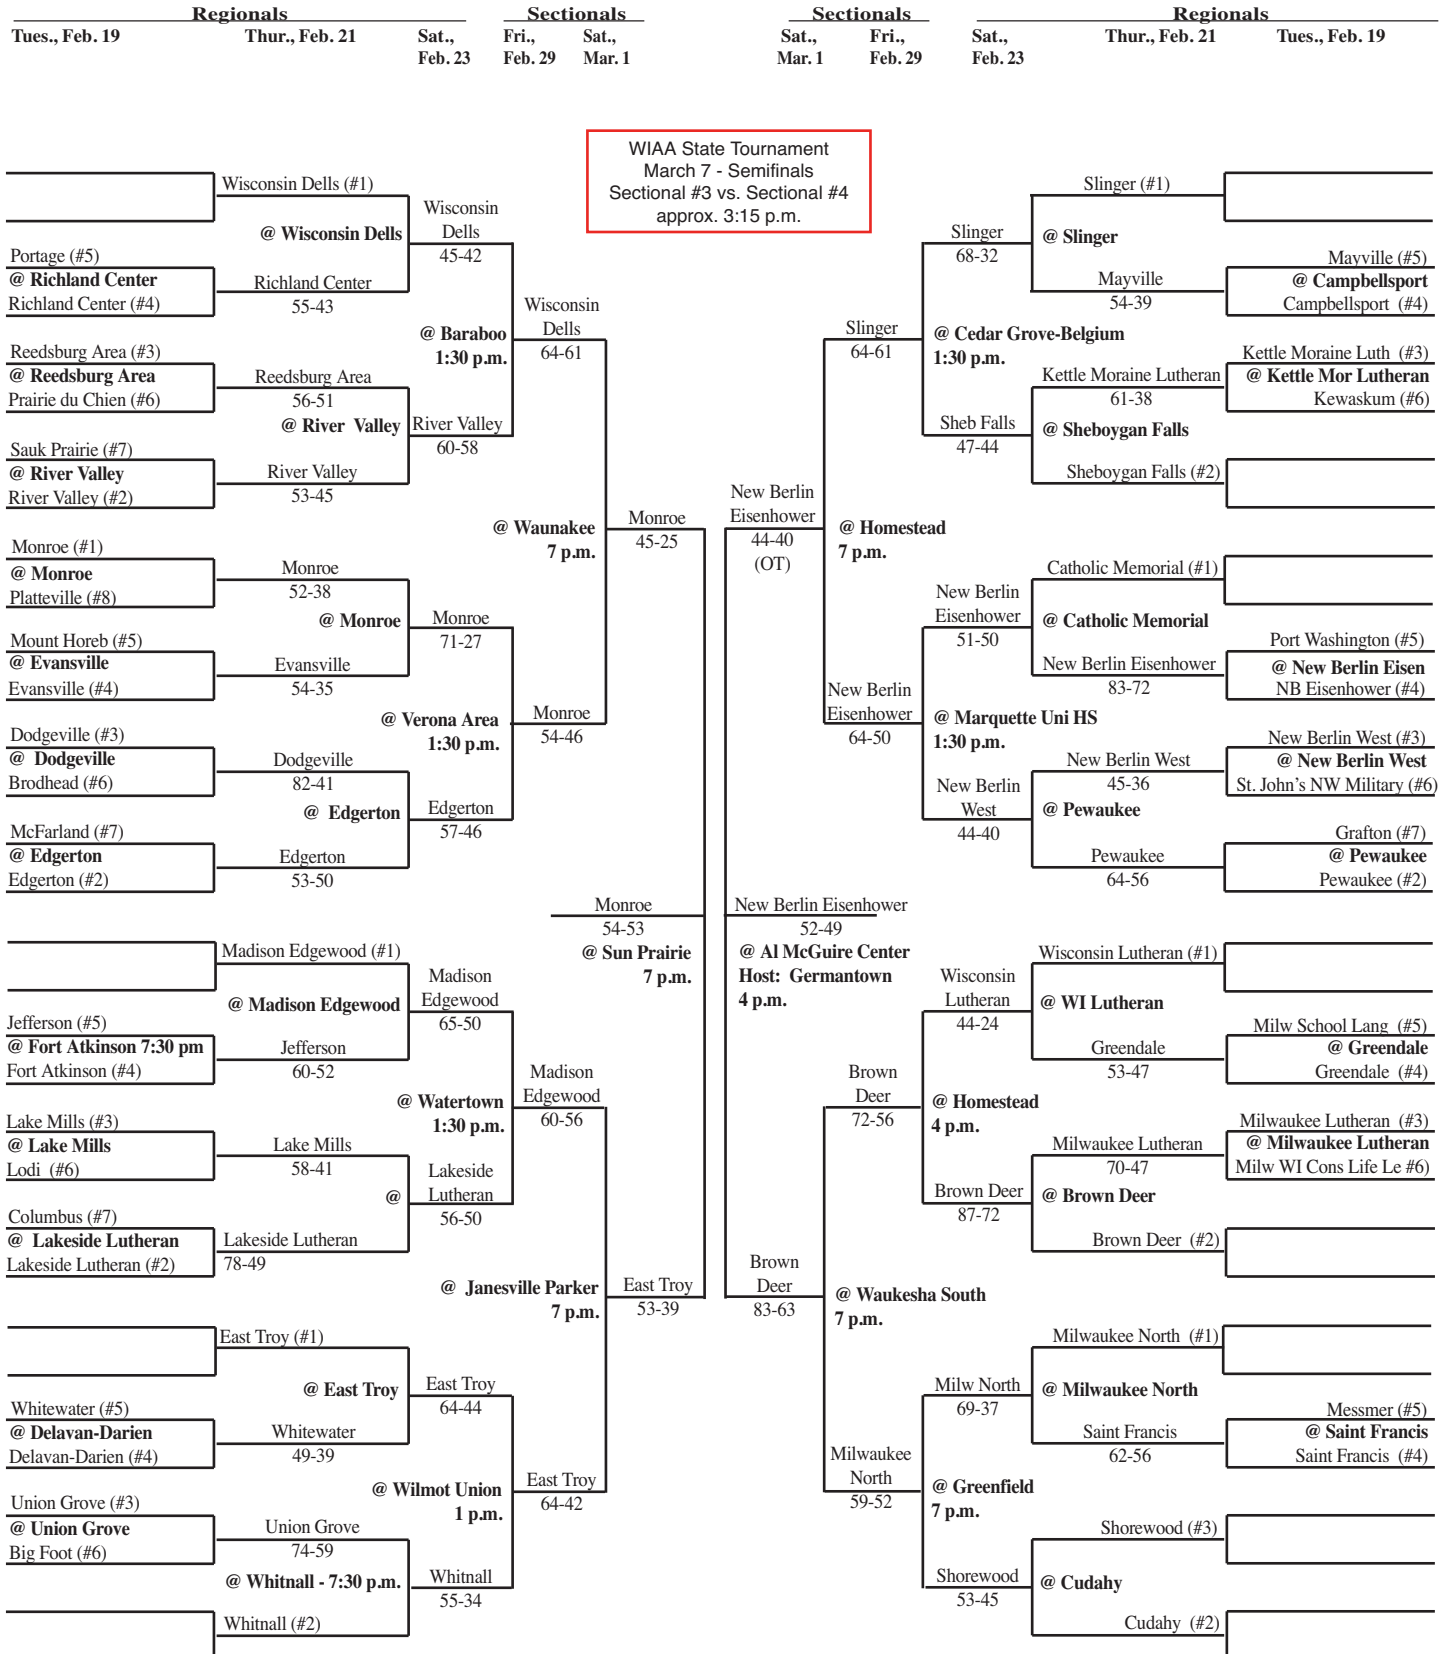 Regionals
Sectionals
Sectionals
Regionals
Tues., Feb. 19
Thur., Feb. 21
Sat.,
Feb. 23
Fri.,
Feb. 29
Sat.,
Mar. 1
Sat.,
Mar. 1
Fri.,
Feb. 29
Sat.,
Feb. 23
Thur., Feb. 21
Tues., Feb. 19
WIAA State Tournament
March 7 - Semifinals
Sectional #3 vs. Sectional #4
approx. 3:15 p.m.
Portage (#5)
@ Richland Center
Richland Center (#4)
Reedsburg Area (#3)
@ Reedsburg Area
Prairie du Chien (#6)
Sauk Prairie (#7)
@ River Valley
River Valley (#2)
Monroe (#1)
@ Monroe
Platteville (#8)
Mount Horeb (#5)
@ Evansville
Evansville (#4)
Dodgeville (#3)
@ Dodgeville
Brodhead (#6)
McFarland (#7)
@ Edgerton
Edgerton (#2)
Jefferson (#5)
@ Fort Atkinson 7:30 pm
Fort Atkinson (#4)
Lake Mills (#3)
@ Lake Mills
Lodi (#6)
Columbus (#7)
@ Lakeside Lutheran
Lakeside Lutheran (#2)
Whitewater (#5)
@ Delavan-Darien
Delavan-Darien (#4)
Union Grove (#3)
@ Union Grove
Big Foot (#6)
Wisconsin Dells (#1)
@ Wisconsin Dells
Richland Center
55-43
Reedsburg Area
56-51
@ River Valley
River Valley
53-45
Monroe
52-38
@ Monroe
Evansville
54-35
Dodgeville
82-41
@ Edgerton
Edgerton
53-50
Madison Edgewood (#1)
@ Madison Edgewood
Jefferson
60-52
Lake Mills
58-41
@
Lakeside Lutheran
78-49
East Troy (#1)
@ East Troy
Whitewater
49-39
Union Grove
74-59
@ Whitnall - 7:30 p.m.
Whitnall (#2)
Wisconsin
Dells
45-42
@ Baraboo
1:30 p.m.
River Valley
60-58
Monroe
71-27
@ Verona Area
1:30 p.m.
Edgerton
57-46
Madison
Edgewood
65-50
@ Watertown
1:30 p.m.
Lakeside
Lutheran
56-50
East Troy
64-44
@ Wilmot Union
1 p.m.
Whitnall
55-34
Wisconsin
Dells
64-61
@ Waunakee
7 p.m.
Monroe
54-46
Madison
Edgewood
60-56
@ Janesville Parker
7 p.m.
East Troy
64-42
Monroe
45-25
Monroe
54-53
@ Sun Prairie
7 p.m.
East Troy
53-39
New Berlin
Eisenhower
44-40
(OT)
New Berlin Eisenhower
52-49
@ Al McGuire Center
Host: Germantown
4 p.m.
Brown
Deer
83-63
Slinger
64-61
@ Homestead
7 p.m.
New Berlin
Eisenhower
64-50
Brown
Deer
72-56
@ Waukesha South
7 p.m.
Milwaukee
North
59-52
Slinger
68-32
@ Cedar Grove-Belgium
1:30 p.m.
Sheb Falls
47-44
New Berlin
Eisenhower
51-50
@ Marquette Uni HS
1:30 p.m.
New Berlin
West
44-40
Wisconsin
Lutheran
44-24
@ Homestead
4 p.m.
Brown Deer
87-72
Milw North
69-37
@ Greenfield
7 p.m.
Shorewood
53-45
Slinger (#1)
@ Slinger
Mayville
54-39
Kettle Moraine Lutheran
61-38
@ Sheboygan Falls
Sheboygan Falls (#2)
Catholic Memorial (#1)
@ Catholic Memorial
New Berlin Eisenhower
83-72
New Berlin West
45-36
@ Pewaukee
Pewaukee
64-56
Wisconsin Lutheran (#1)
@ WI Lutheran
Greendale
53-47
Milwaukee Lutheran
70-47
@ Brown Deer
Brown Deer (#2)
Milwaukee North (#1)
@ Milwaukee North
Saint Francis
62-56
Shorewood (#3)
@ Cudahy
Cudahy (#2)
Mayville (#5)
@ Campbellsport
Campbellsport (#4)
Kettle Moraine Luth (#3)
@ Kettle Mor Lutheran
Kewaskum (#6)
Port Washington (#5)
@ New Berlin Eisen
NB Eisenhower (#4)
New Berlin West (#3)
@ New Berlin West
St. John's NW Military (#6)
Grafton (#7)
@ Pewaukee
Pewaukee (#2)
Milw School Lang (#5)
@ Greendale
Greendale (#4)
Milwaukee Lutheran (#3)
@ Milwaukee Lutheran
Milw WI Cons Life Le #6)
Messmer (#5)
@ Saint Francis
Saint Francis (#4)